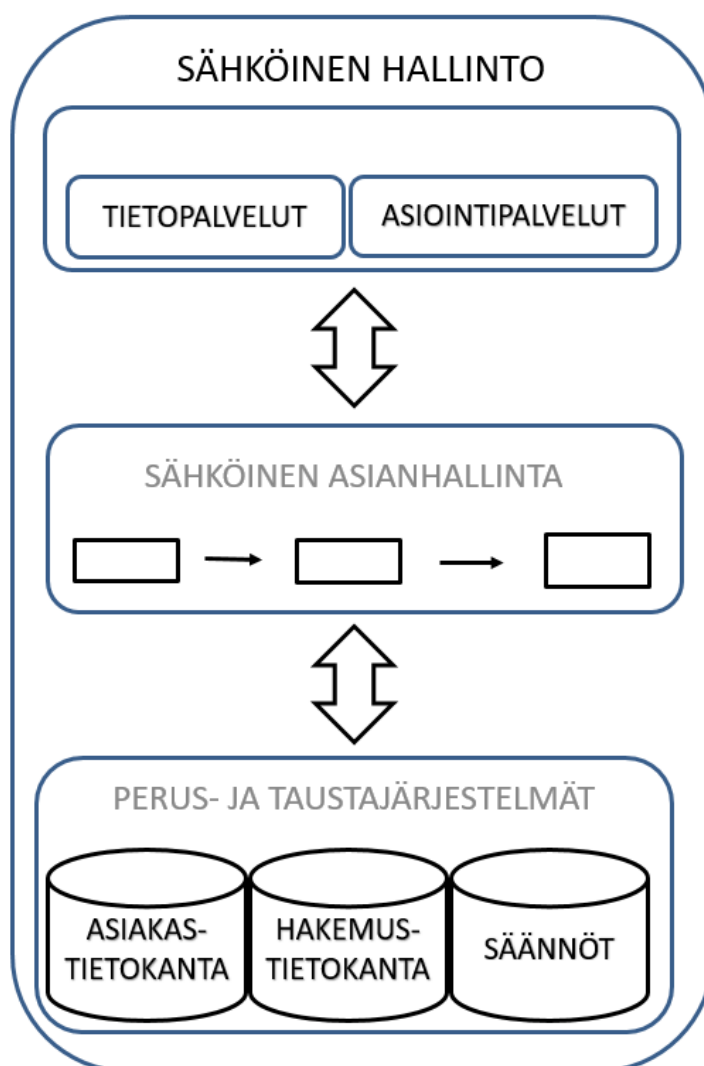 SÄHKÖINEN HALLINTO
TIETOPALVELUT
ASIOINTIPALVELUT
SÄHKÖINEN ASIANHALLINTA
PERUS- JA TAUSTAJÄRJESTELMÄT
ASIAKAS-
TIETOKANTA
HAKEMUS-
TIETOKANTA
SÄÄNNÖT